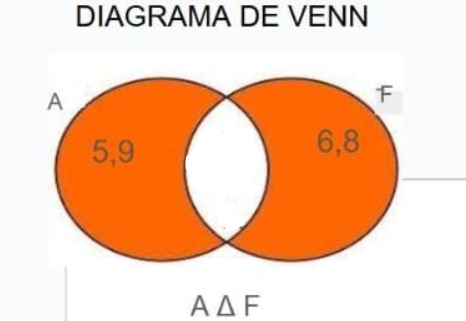 DIAGRAMA DE VENN
A
F
5,9
6,8
A Δ F